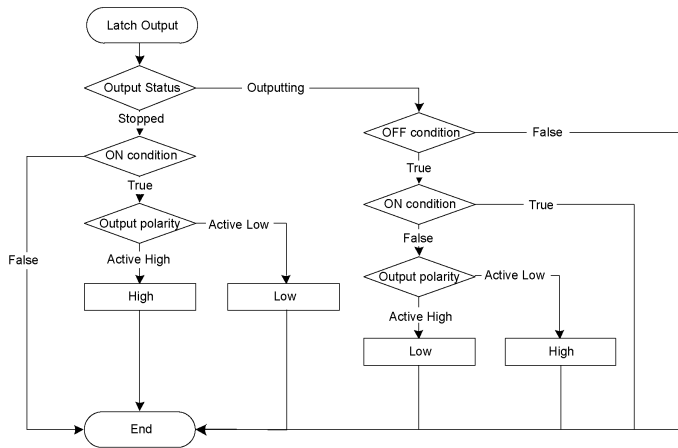 Latch Output
Output Status
Outputting
Stopped
OFF condition
False
ON condition
True
True
ON condition
True
Output polarity
Active Low
False
False
Active High
Output polarity
Active Low
High
Low
Active High
Low
High
End